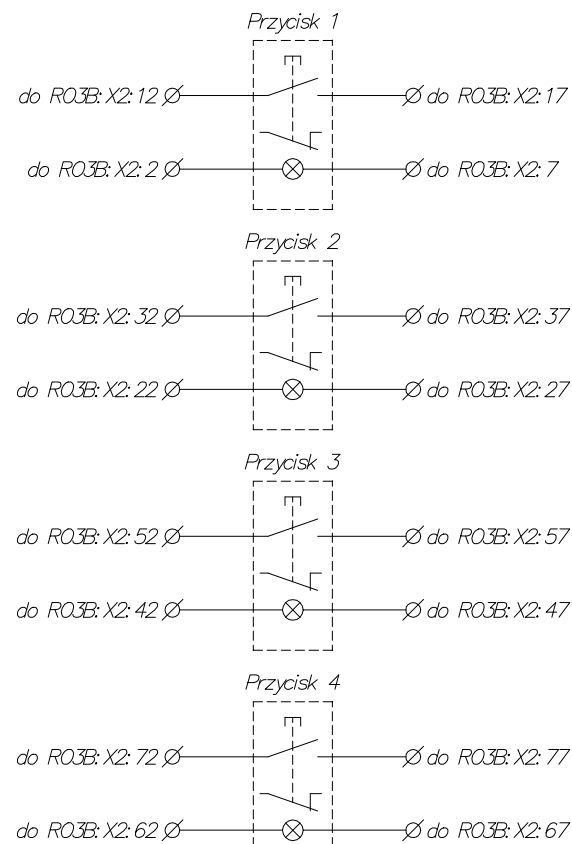 Przycisk 1
do R03B:X2:12 do R03B:X2:17
do R03B:X2:2 do R03B:X2:7
Przycisk 2
do R03B:X2:32 do R03B:X2:37
do R03B:X2:22 do R03B:X2:27
Przycisk 3
do R03B:X2:52 do R03B:X2:57
do R03B:X2:42 do R03B:X2:47
Przycisk 4
do R03B:X2:72 do R03B:X2:77
do R03B:X2:62 do R03B:X2:67